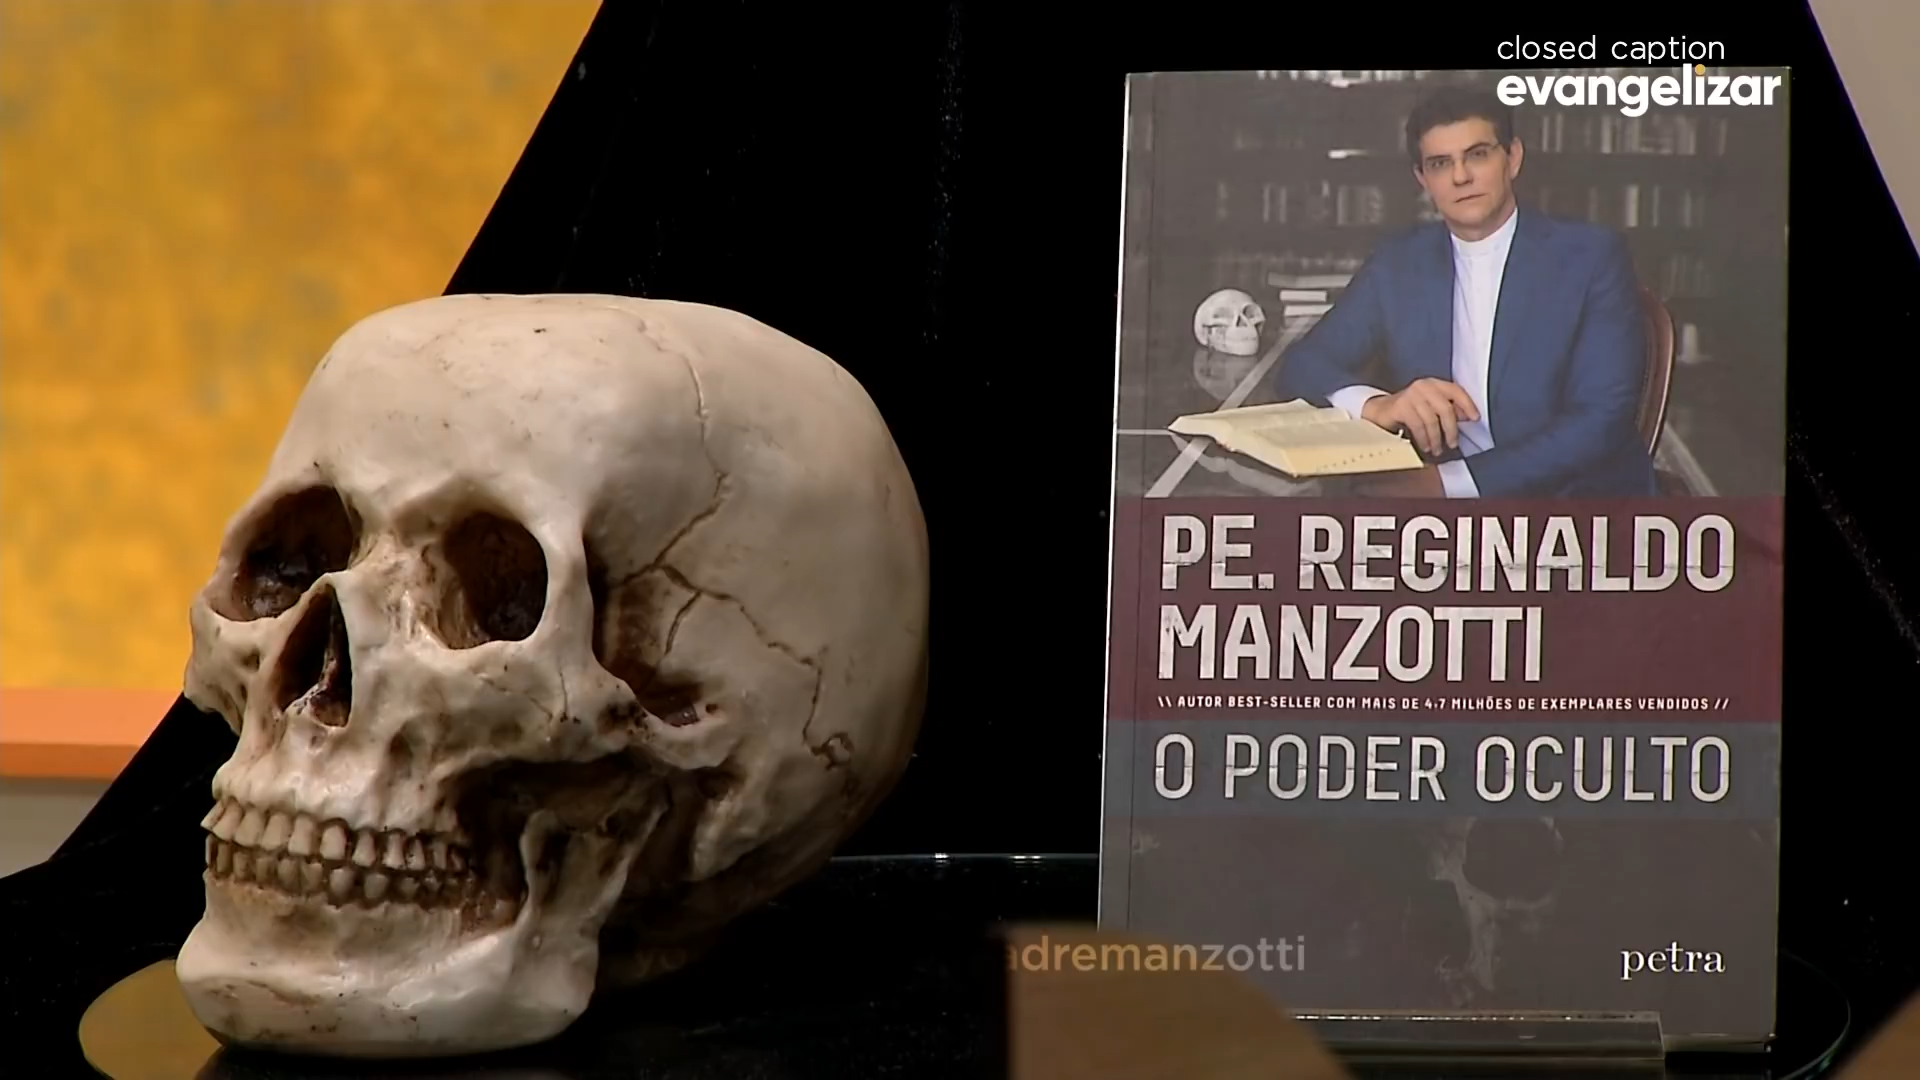 closed caption
evangelizar
PE. REGINALDO
MANZOTTI
\\ AUTOR BEST-SELLER COM MAIS DE 4,7 MILHÕES DE EXEMPLARES VENDIDOS //
O PODER OCULTO
petra